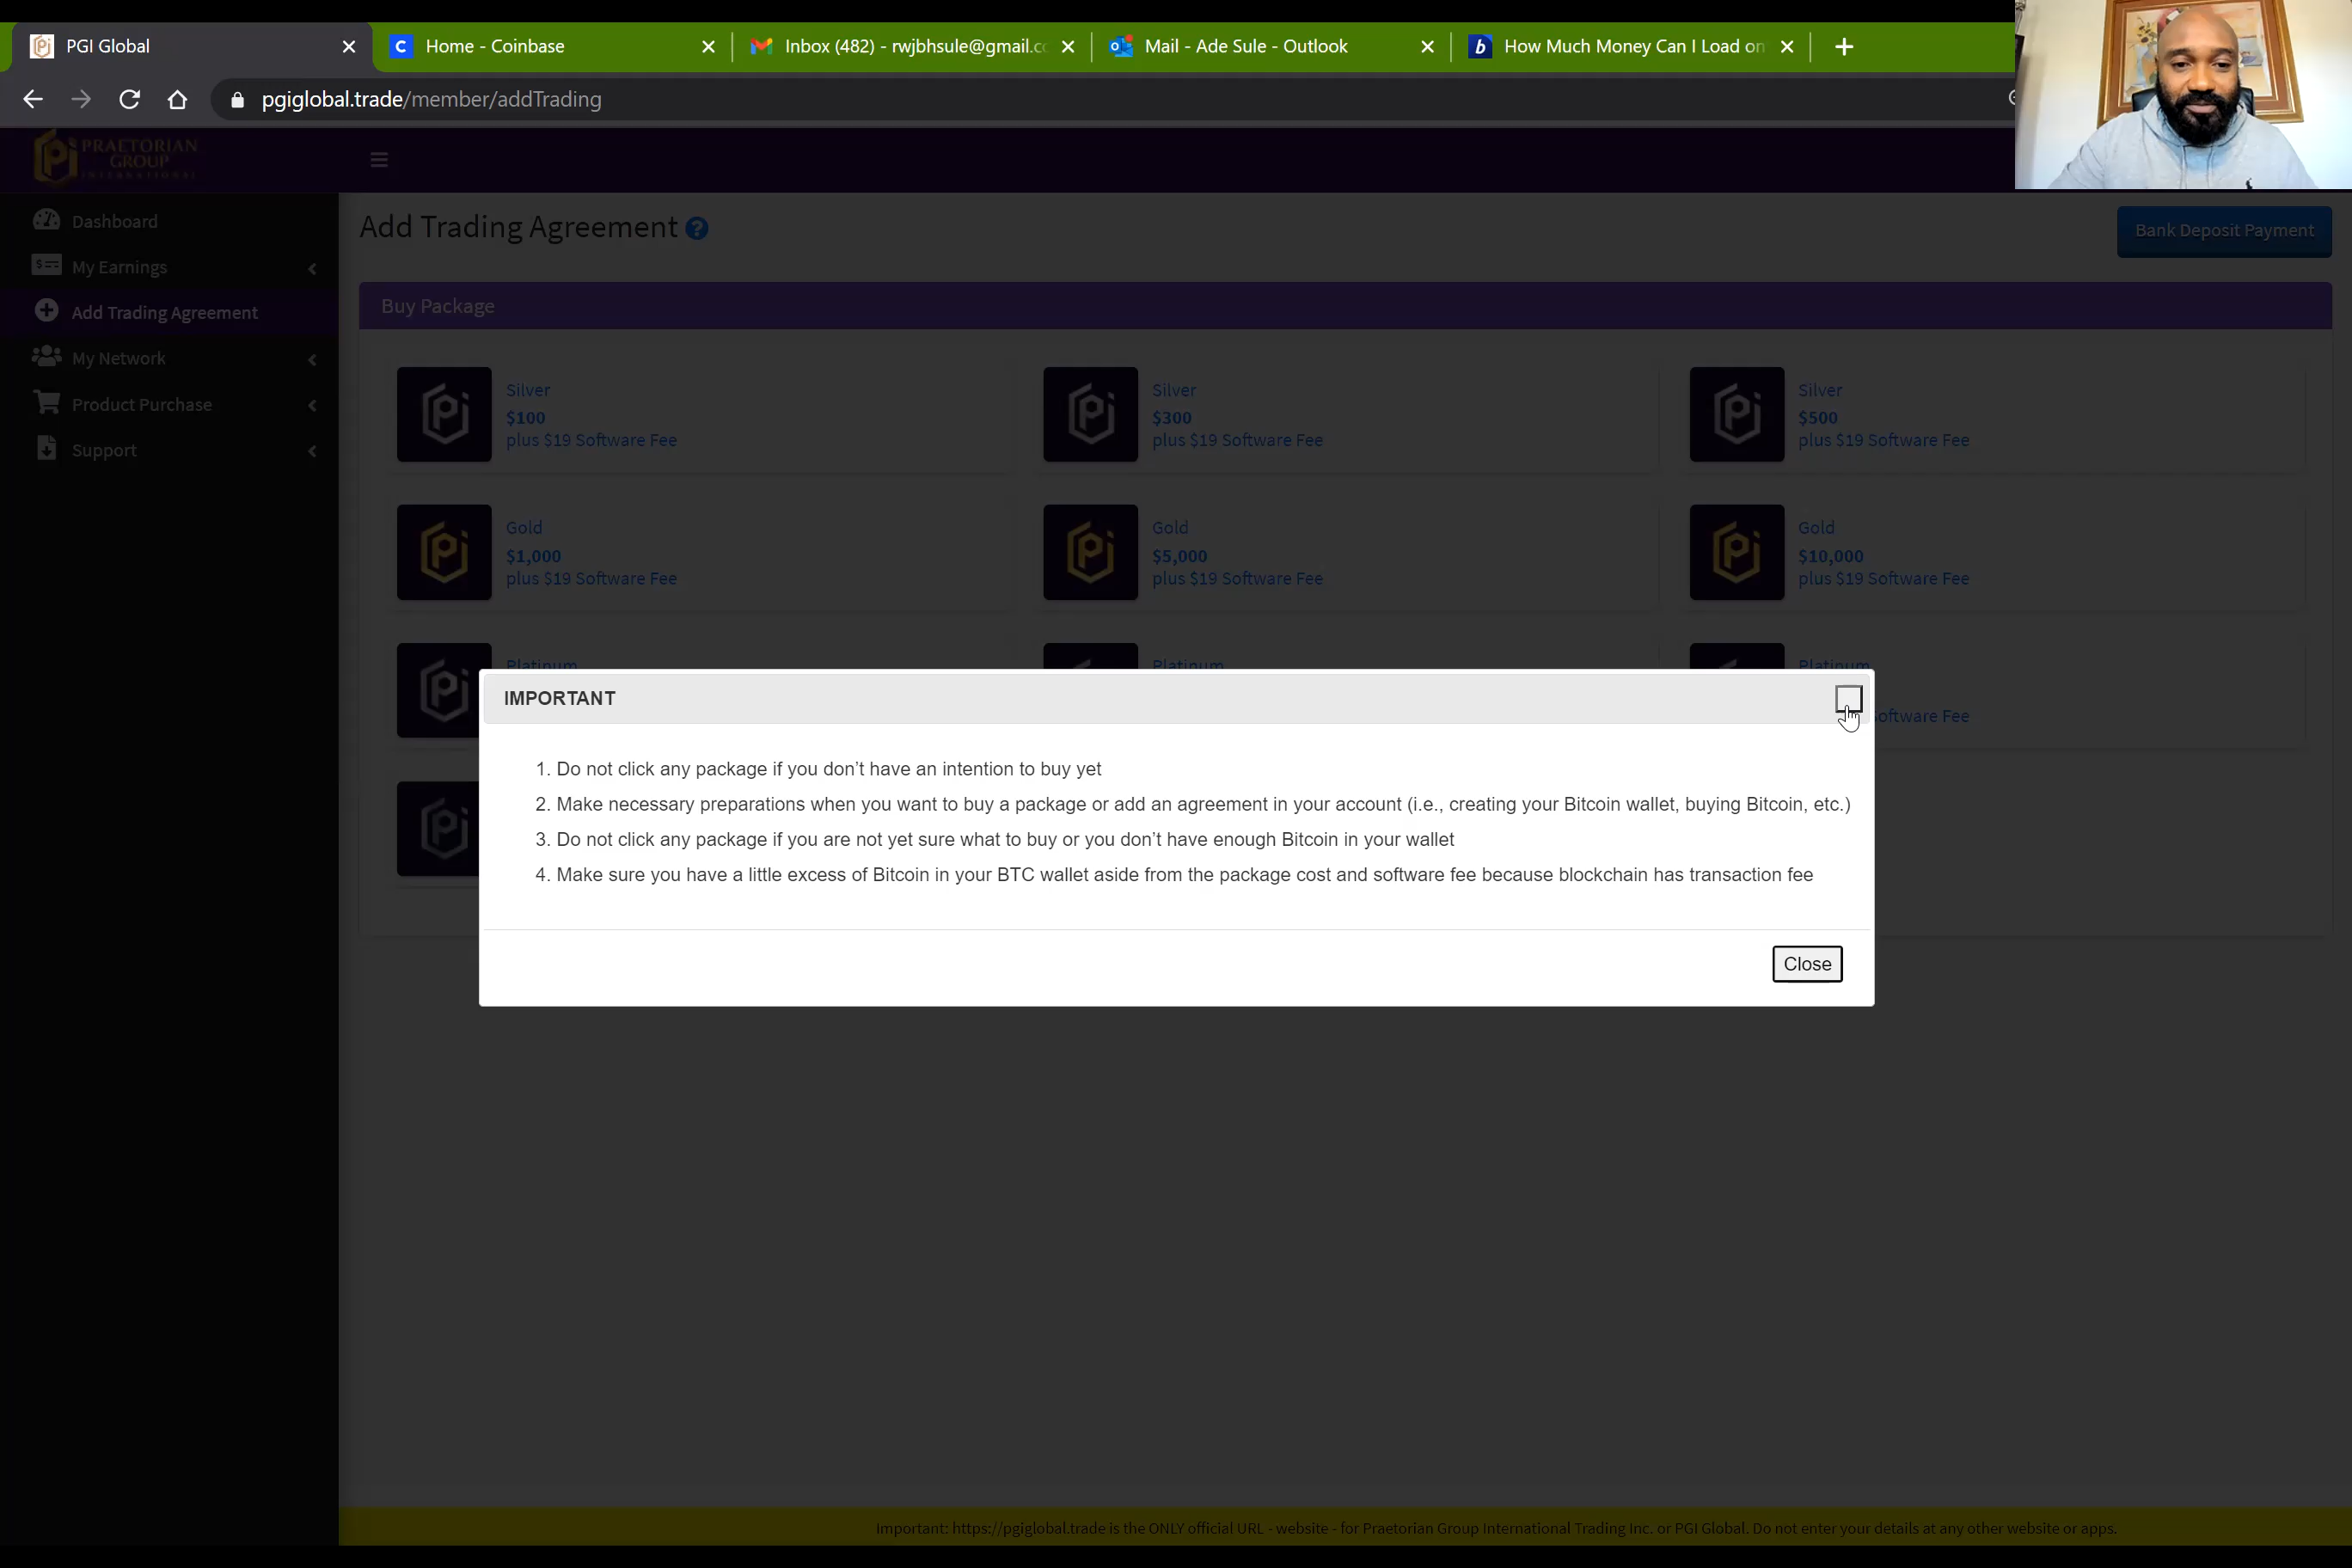 PGI Global
Home - Coinbase
Inbox (482) - rwjbhsule@gmail.cc
Mail - Ade Sule - Outlook
How Much Money Can I Load on
pgiglobal.trade/member/addTrading
PRAETORIAN
GROUP
INTERNATIONAL
Dashboard
My Earnings
Add Trading Agreement
My Network
Product Purchase
Support
Add Trading Agreement
Bank Deposit Payment
Buy Package
Silver
$100
plus $19 Software Fee
Silver
$300
plus $19 Software Fee
Silver
$500
plus $19 Software Fee
Gold
$1,000
plus $19 Software Fee
Gold
$5,000
plus $19 Software Fee
Gold
$10,000
plus $19 Software Fee
Platinum
Platinum
Platinum
Software Fee
IMPORTANT
1. Do not click any package if you don’t have an intention to buy yet
2. Make necessary preparations when you want to buy a package or add an agreement in your account (i.e., creating your Bitcoin wallet, buying Bitcoin, etc.)
3. Do not click any package if you are not yet sure what to buy or you don’t have enough Bitcoin in your wallet
4. Make sure you have a little excess of Bitcoin in your BTC wallet aside from the package cost and software fee because blockchain has transaction fee
Close
Important: https://pgiglobal.trade is the ONLY official URL - website - for Praetorian Group International Trading Inc. or PGI Global. Do not enter your details at any other website or apps.